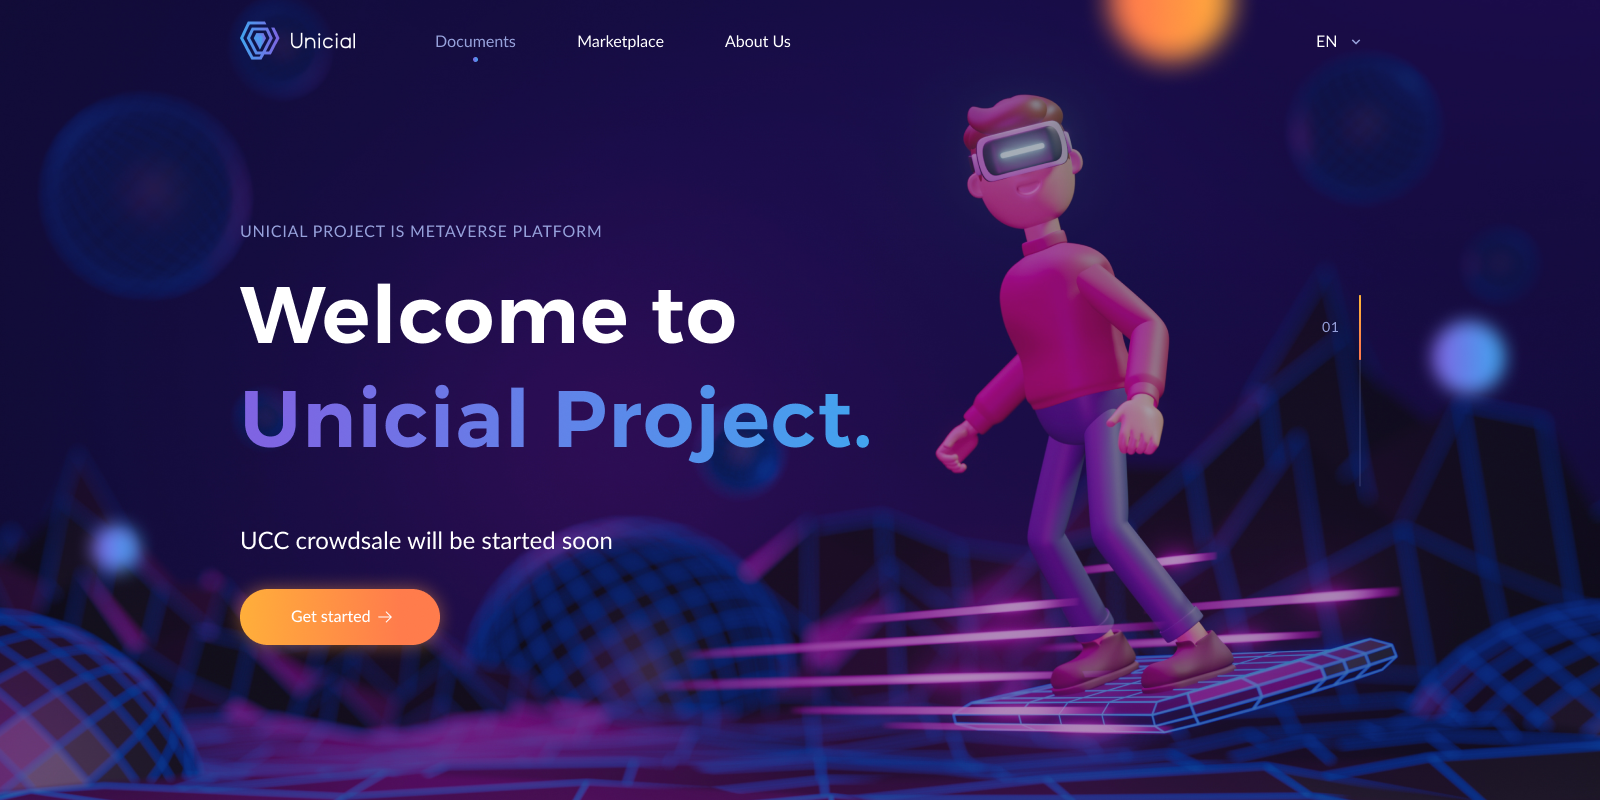 Unicial
Documents
Marketplace
About Us
EN
UNICIAL PROJECT IS METAVERSE PLATFORM
Welcome to
Unicial Project.
01
UCC crowdsale will be started soon
Get started →